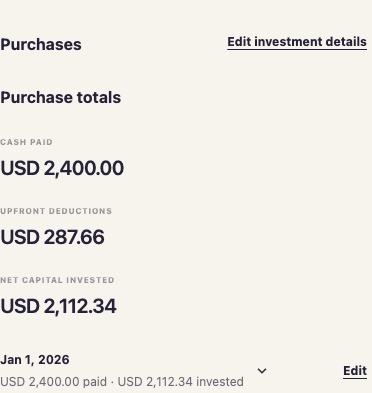 Purchases
Edit investment details
Purchase totals
CASH PAID
USD 2,400.00
UPFRONT DEDUCTIONS
USD 287.66
NET CAPITAL INVESTED
USD 2,112.34
Jan 1, 2026
USD 2,400.00 paid · USD 2,112.34 invested
Edit